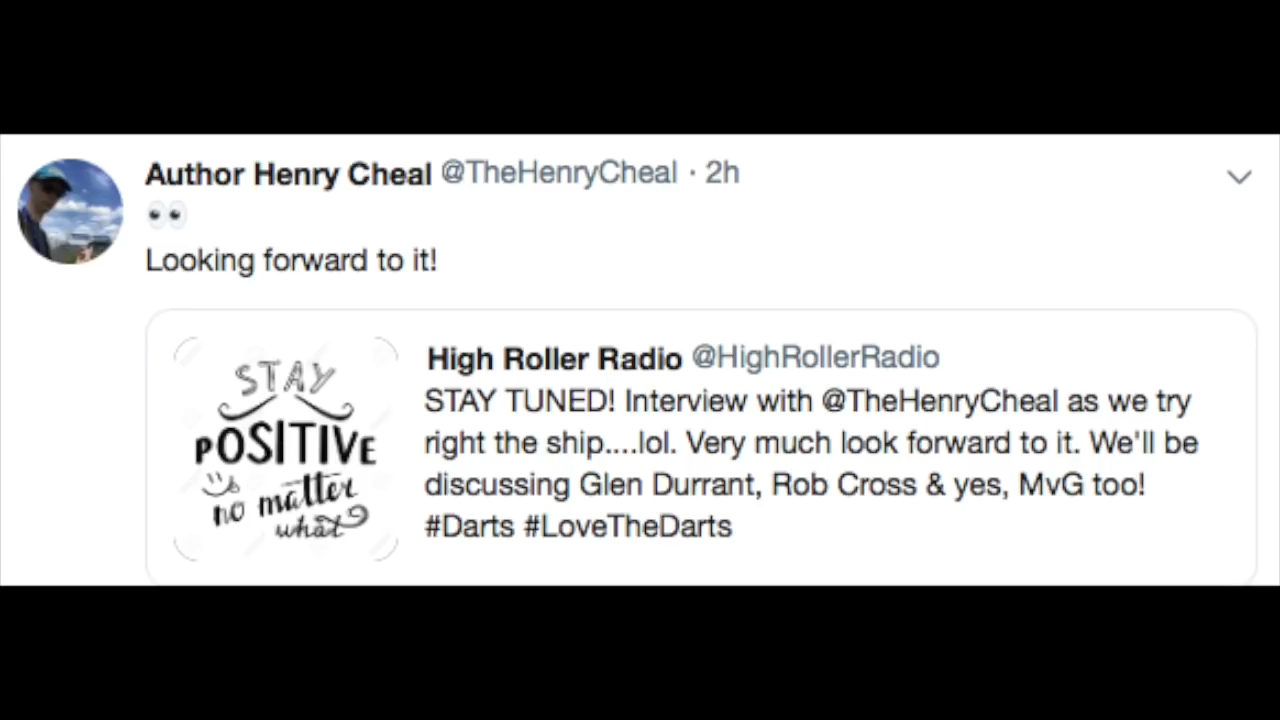 Author Henry Cheal @TheHenryCheal · 2h
👀
Looking forward to it!
STAY
POSITIVE
no matter
what
High Roller Radio @HighRollerRadio
STAY TUNED! Interview with @TheHenryCheal as we try
right the ship....lol. Very much look forward to it. We'll be
discussing Glen Durrant, Rob Cross & yes, MvG too!
#Darts #LoveTheDarts